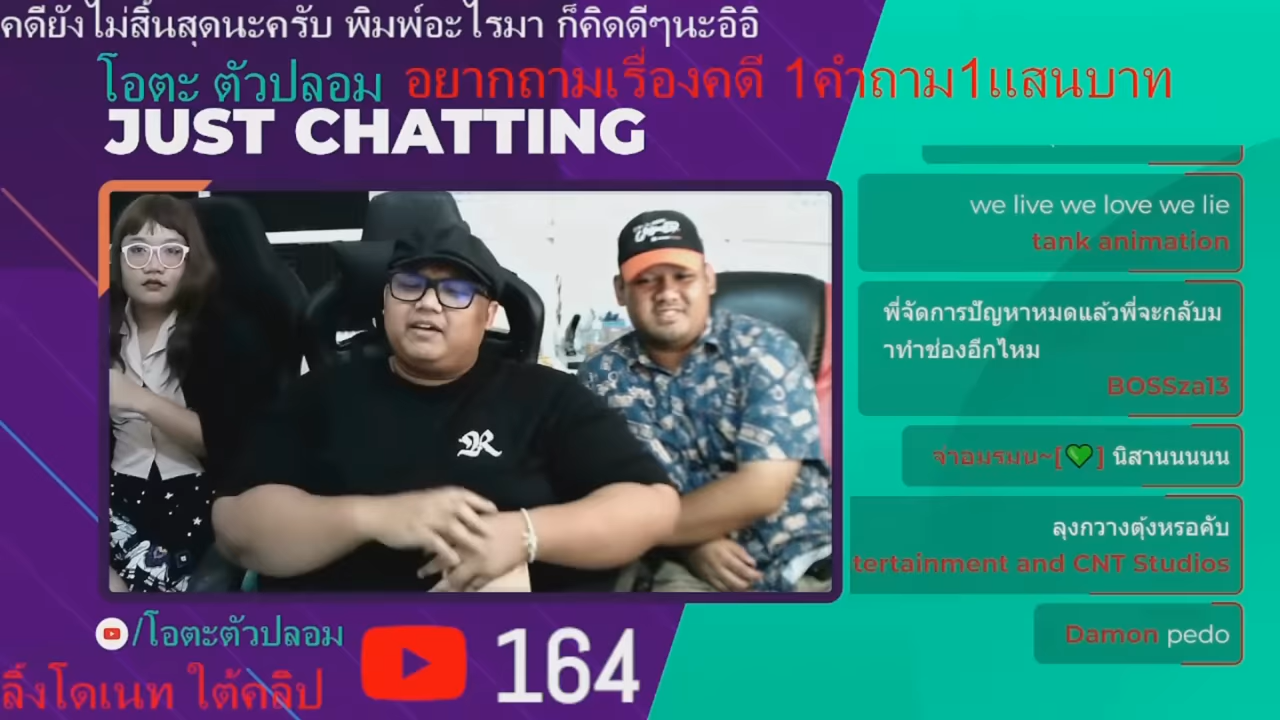 คดียังไม่สิ้นสุดนะครับ พิมพ์อะไรมา ก็คิดดีๆนะอิอิ
โอตะ ตัวปลอม อยากถามเรื่องคดี 1คำถาม1แสนบาท
JUST CHATTING
we live we love we lie
tank animation
พี่จัดการปัญหาหมดแล้วพี่จะกลับม
าทำช่องอีกไหม
BOSSza13
จ่าอมรมน~[💚] นิสานนนนน
ลุงกวางตุ้งหรอคับ
tertainment and CNT Studios
Damon pedo
/โอตะตัวปลอม
164
ลิ้งโดเนท ใต้คลิป